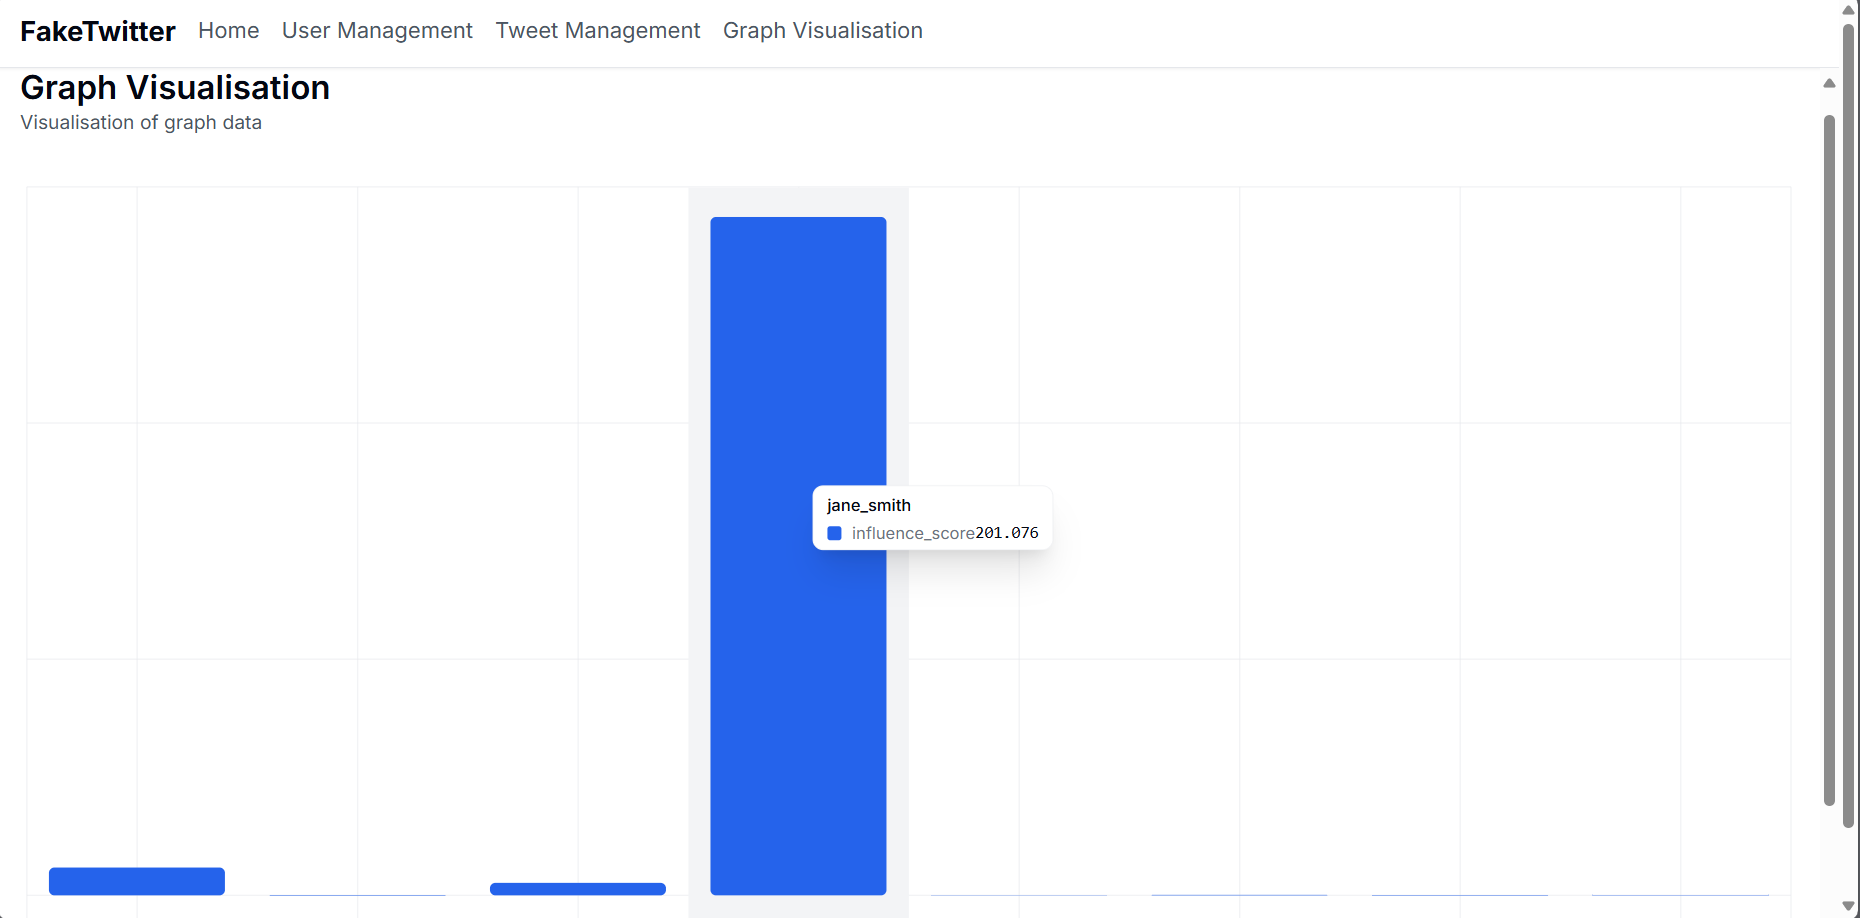 FakeTwitter Home User Management Tweet Management Graph Visualisation
Graph Visualisation
Visualisation of graph data
jane_smith
influence_score201.076